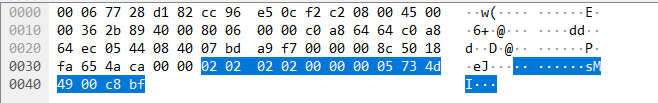 0000 00 06 77 28 d1 82 cc 96 e5 0c f2 c2 08 00 45 00 ··w(···· ······E·
0010 00 36 2b 89 40 00 80 06 00 00 c0 a8 64 64 c0 a8 ·6+·@··· ····dd··
0020 64 ec 05 44 08 40 07 bd a9 f7 00 00 00 8c 50 18 d··D·@·· ······P·
0030 fa 65 4a ca 00 00 02 02 02 02 00 00 00 05 73 4d ·eJ····· ······sM
0040 49 00 c8 bf I···